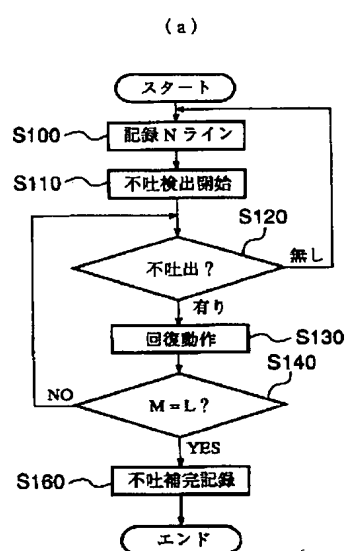 (a)
スタート
S100
記録Nライン
S110
不吐検出開始
S120
不吐出？
無し
有り
回復動作
S130
S140
NO
M＝L？
YES
S160
不吐補完記録
エンド